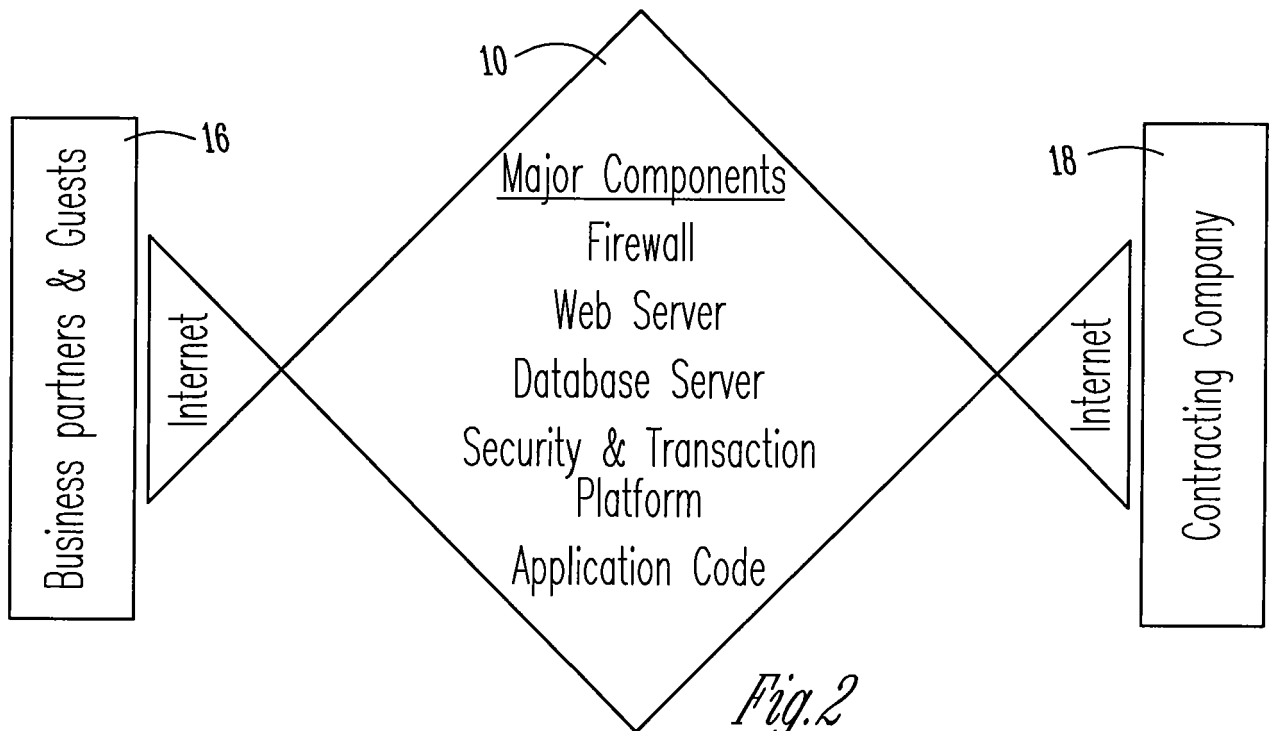 10
16
18
Business partners & Guests
Internet
Major Components
Firewall
Web Server
Database Server
Security & Transaction
Platform
Application Code
Internet
Contracting Company
Fig.2